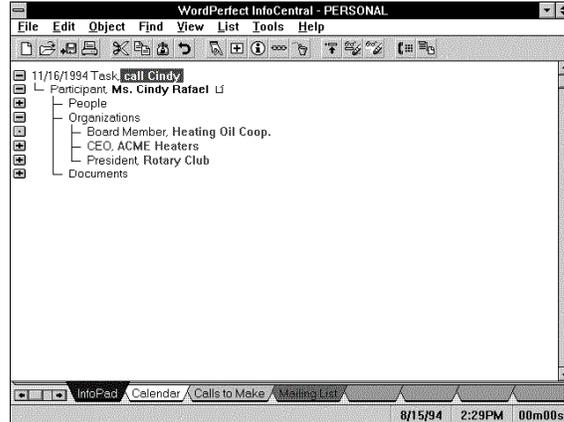 WordPerfect InfoCentral - PERSONAL
File Edit Object Find View List Tools Help
11/16/1994 Task, call Cindy
Participant, Ms. Cindy Rafael
People
Organizations
Board Member, Heating Oil Coop.
CEO, ACME Heaters
President, Rotary Club
Documents
InfoPad Calendar Calls to Make Mailing List
8/15/94 2:29PM 00m00s